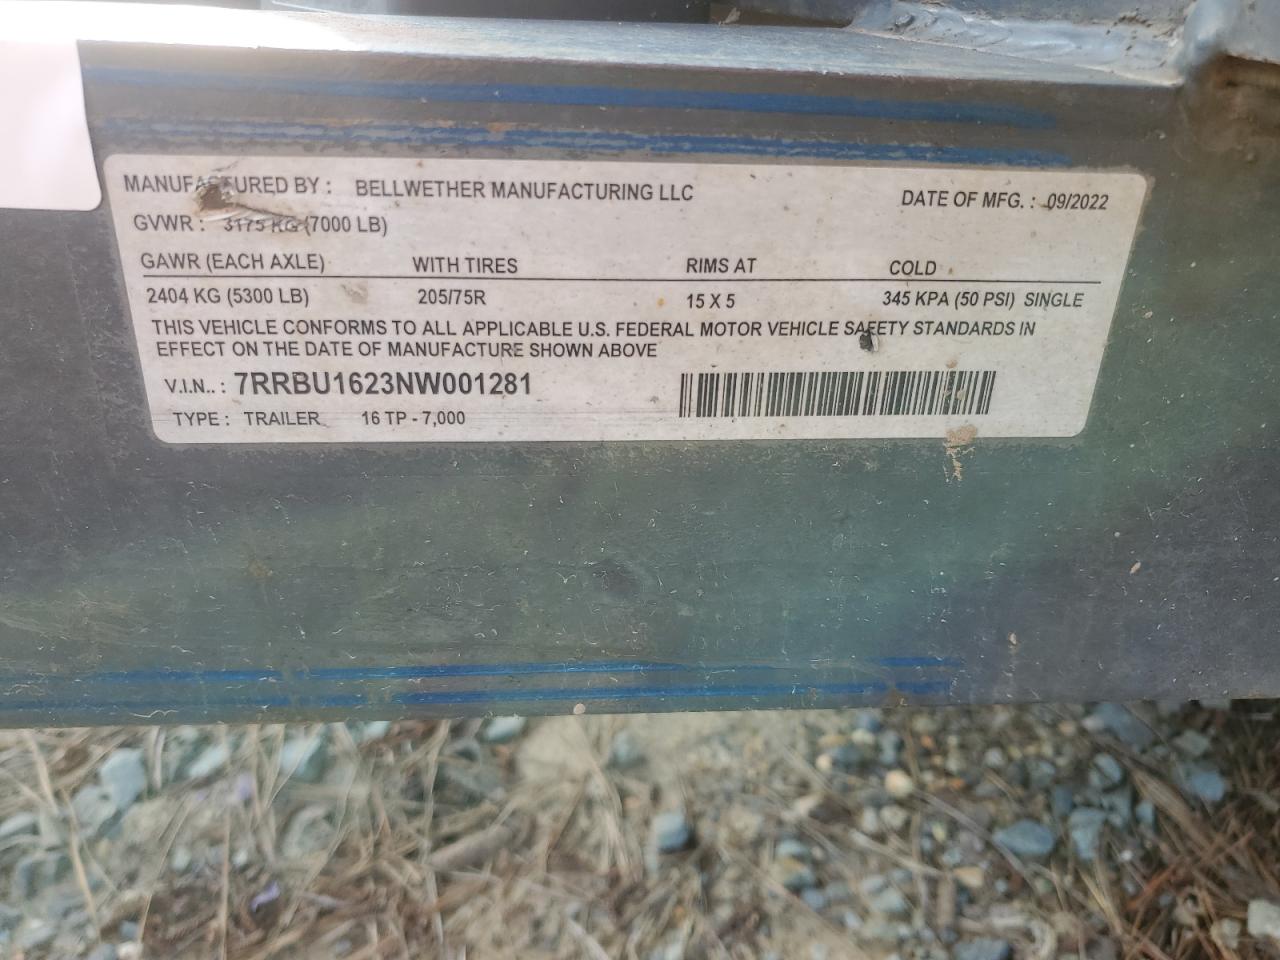 MANUFACTURED BY : BELLWETHER MANUFACTURING LLC DATE OF MFG. : 09/2022
GVWR : 3175 KG (7000 LB)
GAWR (EACH AXLE) WITH TIRES RIMS AT COLD
2404 KG (5300 LB) 205/75R 15 X 5 345 KPA (50 PSI) SINGLE
THIS VEHICLE CONFORMS TO ALL APPLICABLE U.S. FEDERAL MOTOR VEHICLE SAFETY STANDARDS IN
EFFECT ON THE DATE OF MANUFACTURE SHOWN ABOVE
V.I.N.. : 7RRBU1623NW001281
TYPE : TRAILER 16 TP - 7,000